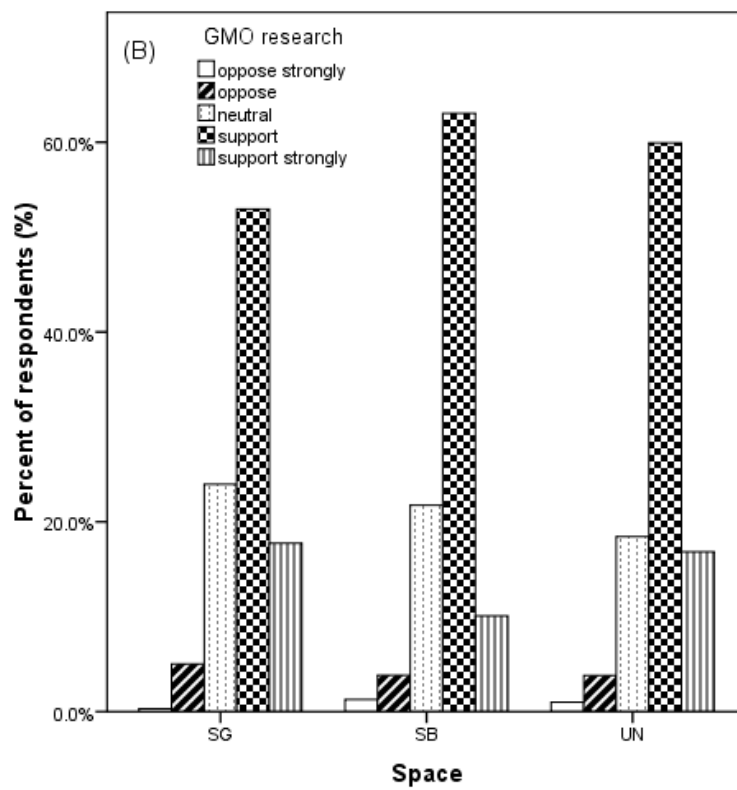 (B)
GMO research
oppose strongly
oppose
neutral
support
support strongly
Percent of respondents (%)
60.0%
40.0%
20.0%
0.0%
SG
SB
UN
Space